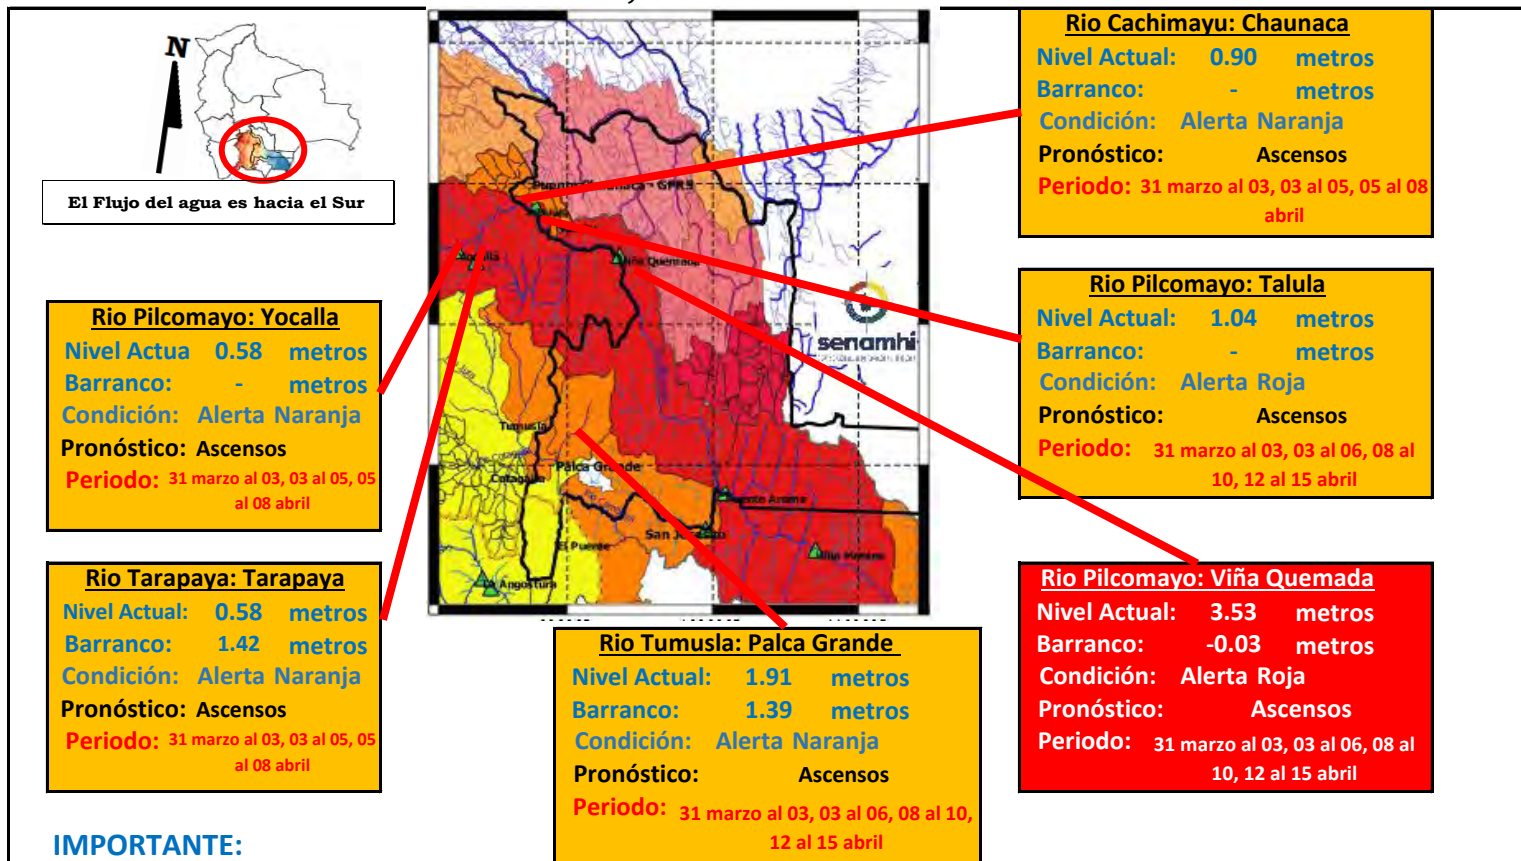 N
El Flujo del agua es hacia el Sur
Rio Cachimayu: Chaunaca
Nivel Actual: 0.90 metros
Barranco: - metros
Condición: Alerta Naranja
Pronóstico: Ascensos
Periodo: 31 marzo al 03, 03 al 05, 05 al 08
abril
Rio Pilcomayo: Talula
Nivel Actual: 1.04 metros
Barranco: - metros
Condición: Alerta Roja
Pronóstico: Ascensos
Periodo: 31 marzo al 03, 03 al 06, 08 al
10, 12 al 15 abril
Rio Pilcomayo: Yocalla
Nivel Actua 0.58 metros
Barranco: - metros
Condición: Alerta Naranja
Pronóstico: Ascensos
Periodo: 31 marzo al 03, 03 al 05, 05
al 08 abril
Rio Tarapaya: Tarapaya
Nivel Actual: 0.58 metros
Barranco: 1.42 metros
Condición: Alerta Naranja
Pronóstico: Ascensos
Periodo: 31 marzo al 03, 03 al 05, 05
al 08 abril
senamhi
Viña Quemada
Tumusla
Palca Grande
Cotagaita
El Puente
Angostura
Rio Tumusla: Palca Grande
Nivel Actual: 1.91 metros
Barranco: 1.39 metros
Condición: Alerta Naranja
Pronóstico: Ascensos
Periodo: 31 marzo al 03, 03 al 06, 08 al 10,
12 al 15 abril
Rio Pilcomayo: Viña Quemada
Nivel Actual: 3.53 metros
Barranco: -0.03 metros
Condición: Alerta Roja
Pronóstico: Ascensos
Periodo: 31 marzo al 03, 03 al 06, 08 al
10, 12 al 15 abril
IMPORTANTE: